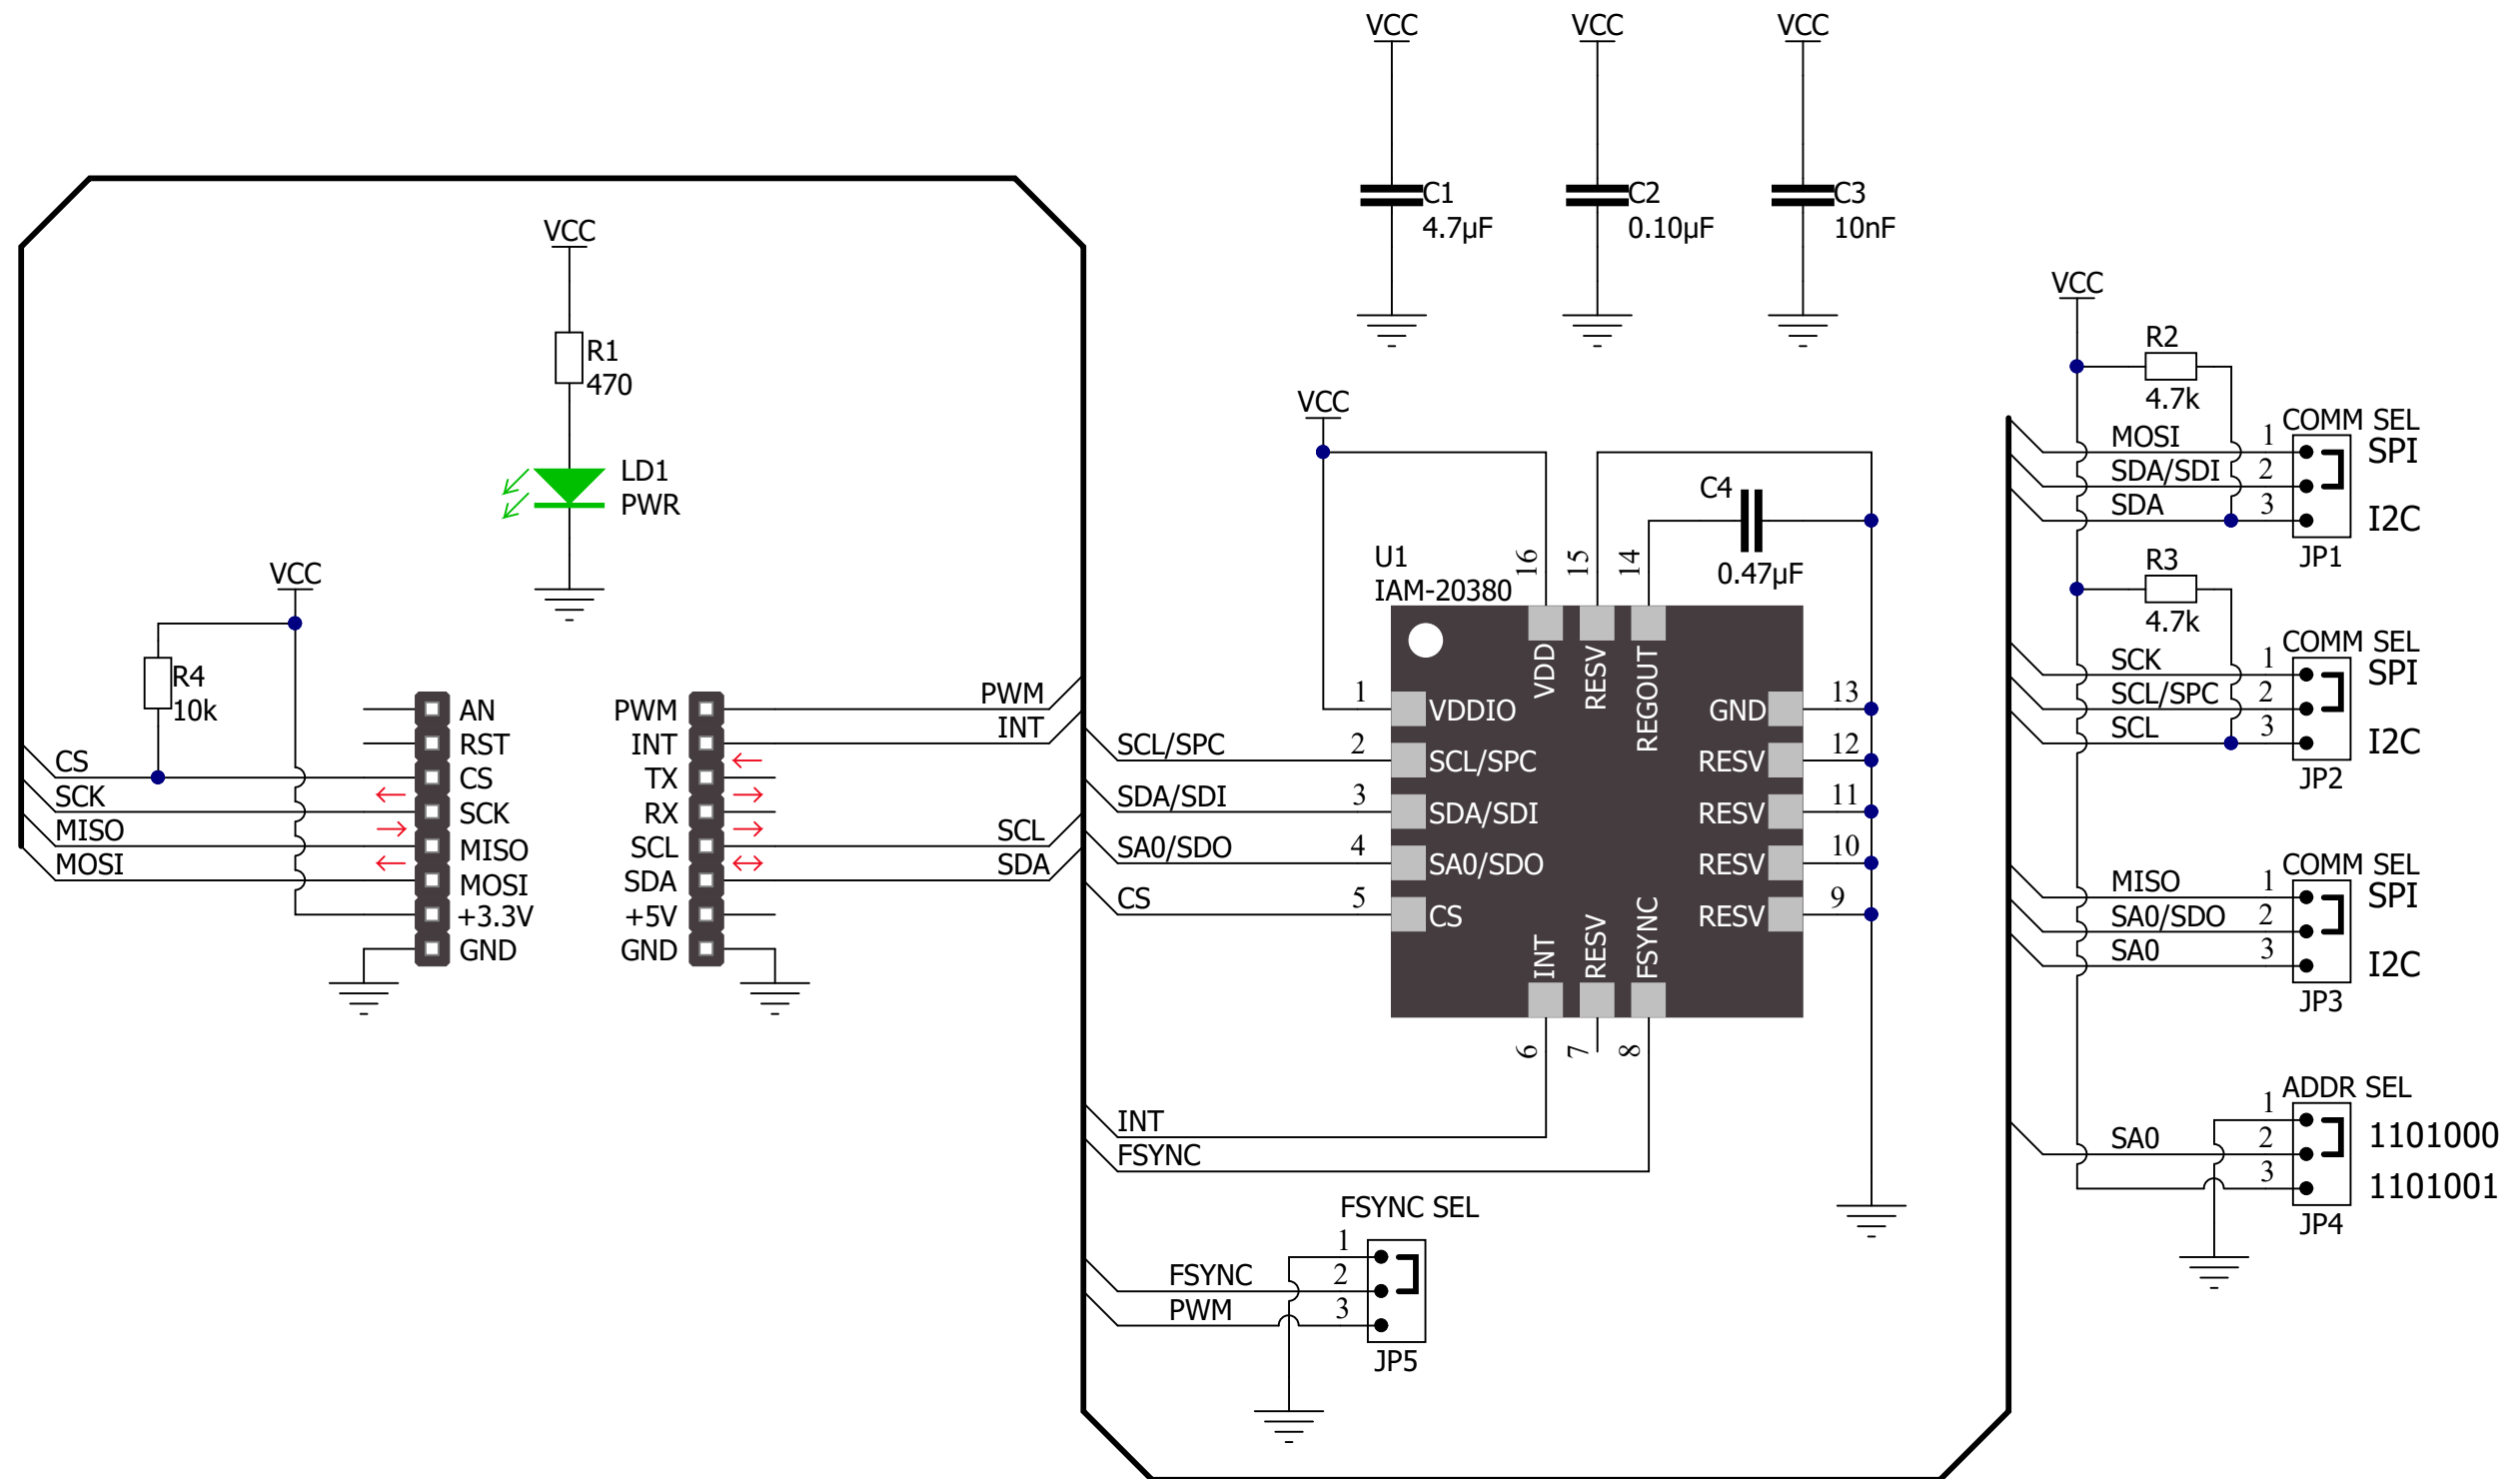 VCC
VCC
VCC
C1
4.7µF
C2
0.10µF
C3
10nF
VCC
R1
470
LD1
PWR
VCC
R4
10k
CS
SCK
MISO
MOSI
AN
RST
CS
SCK
MISO
MOSI
+3.3V
GND
PWM
INT
TX
RX
SCL
SDA
+5V
GND
PWM
INT
SCL
SDA
VCC
U1
IAM-20380
C4
0.47µF
16
15
14
VDD
RESV
REGOUT
SCL/SPC
SDA/SDI
SA0/SDO
CS
1
2
3
4
5
VDDIO
SCL/SPC
SDA/SDI
SA0/SDO
CS
GND
RESV
RESV
RESV
RESV
13
12
11
10
9
INT
RESV
FSYNC
6
7
8
INT
FSYNC
FSYNC SEL
FSYNC
PWM
1
2
3
JP5
VCC
R2
4.7k
COMM SEL
MOSI
1
SPI
SDA/SDI
2
SDA
3
I2C
JP1
R3
4.7k
COMM SEL
SCK
1
SPI
SCL/SPC
2
SCL
3
I2C
JP2
COMM SEL
MISO
1
SPI
SA0/SDO
2
SA0
3
I2C
JP3
ADDR SEL
1
1101000
SA0
2
3
1101001
JP4